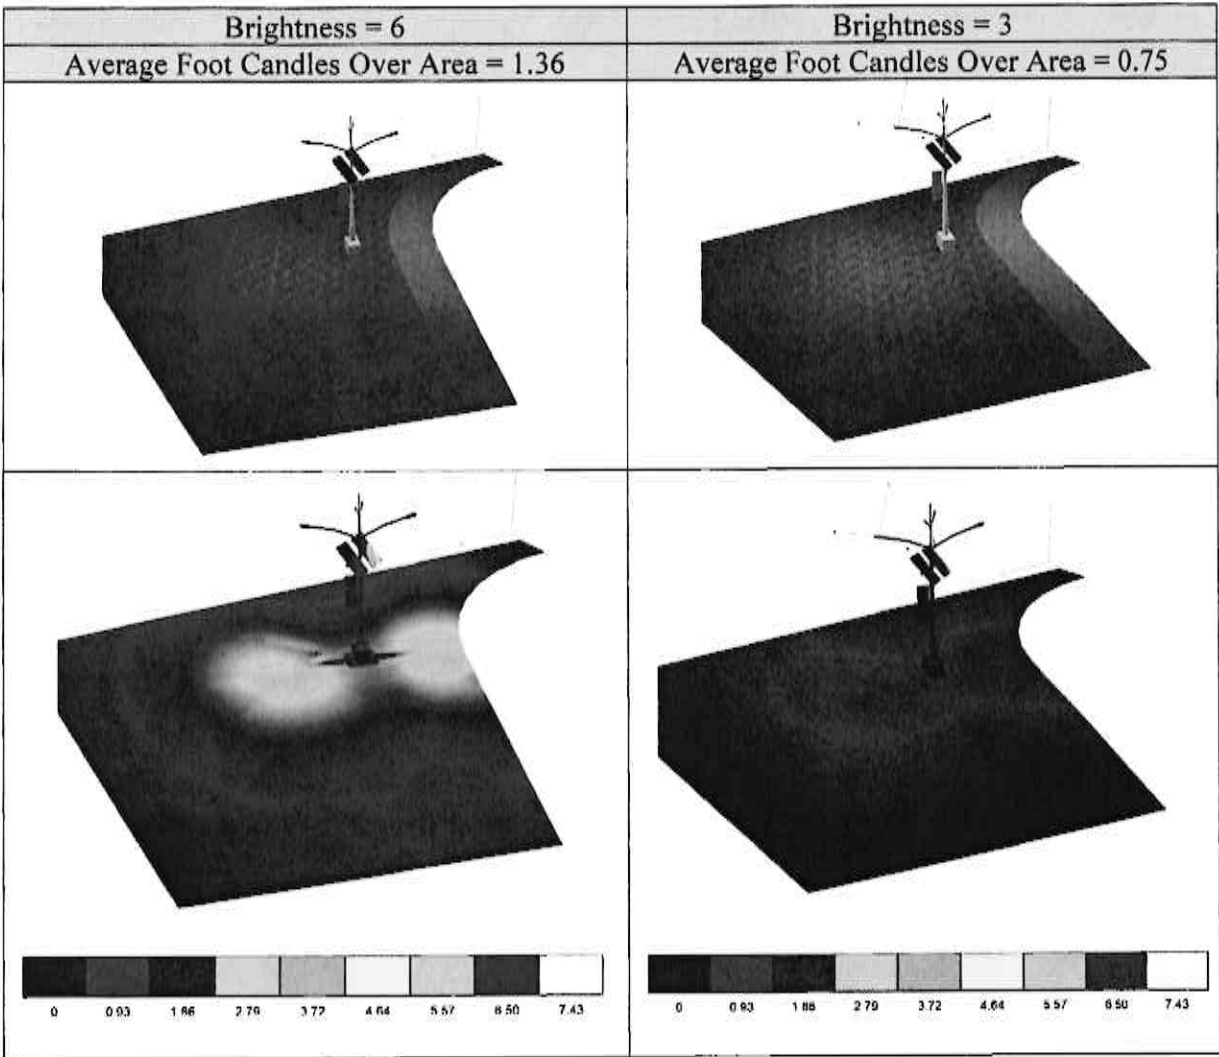 Brightness = 6
Brightness = 3
Average Foot Candles Over Area = 1.36
Average Foot Candles Over Area = 0.75
0 0.93 1.86 2.79 3.72 4.64 5.57 6.50 7.43
0 0.93 1.86 2.79 3.72 4.64 5.57 6.50 7.43